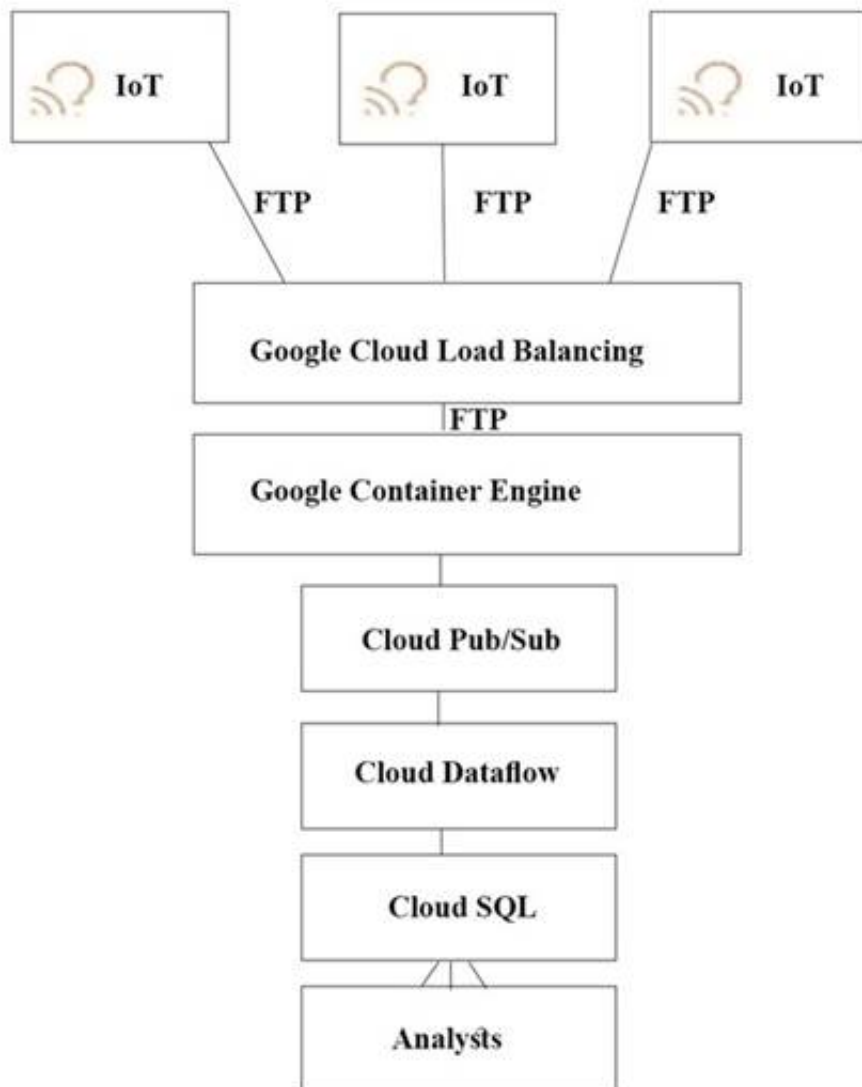 IoT
IoT
IoT
FTP
FTP
FTP
Google Cloud Load Balancing
FTP
Google Container Engine
Cloud Pub/Sub
Cloud Dataflow
Cloud SQL
Analysts